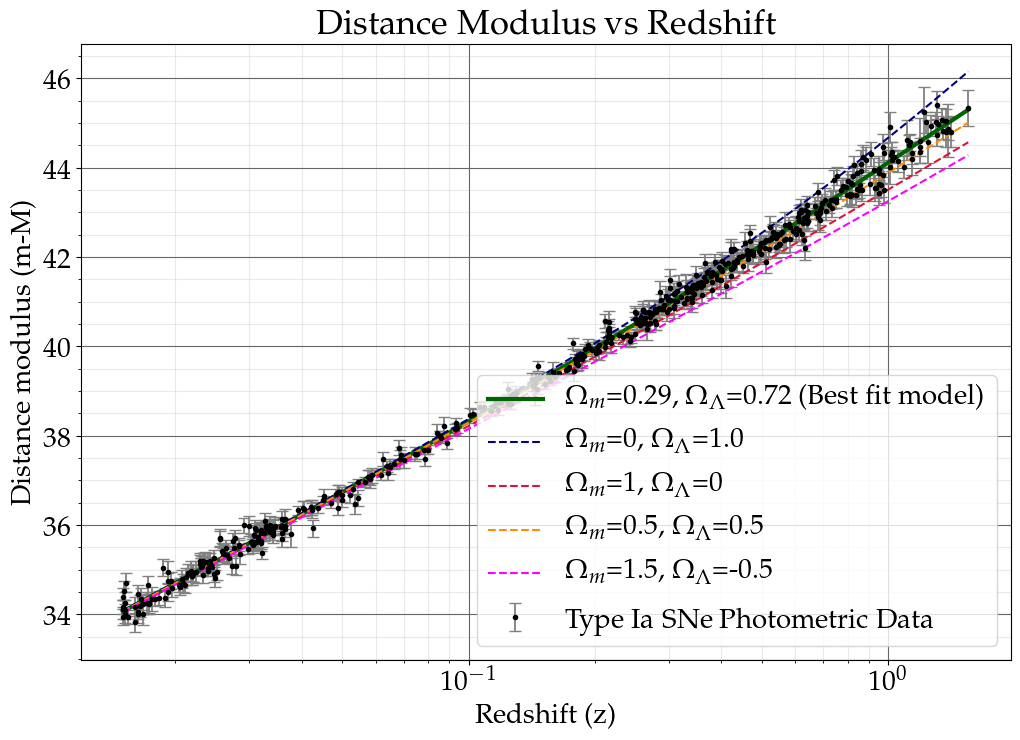 Distance Modulus vs Redshift
Distance modulus (m-M)
46
44
42
40
38
36
34
Ωm=0.29, ΩΛ=0.72 (Best fit model)
Ωm=0, ΩΛ=1.0
Ωm=1, ΩΛ=0
Ωm=0.5, ΩΛ=0.5
Ωm=1.5, ΩΛ=-0.5
Type Ia SNe Photometric Data
10⁻¹ 10⁰
Redshift (z)